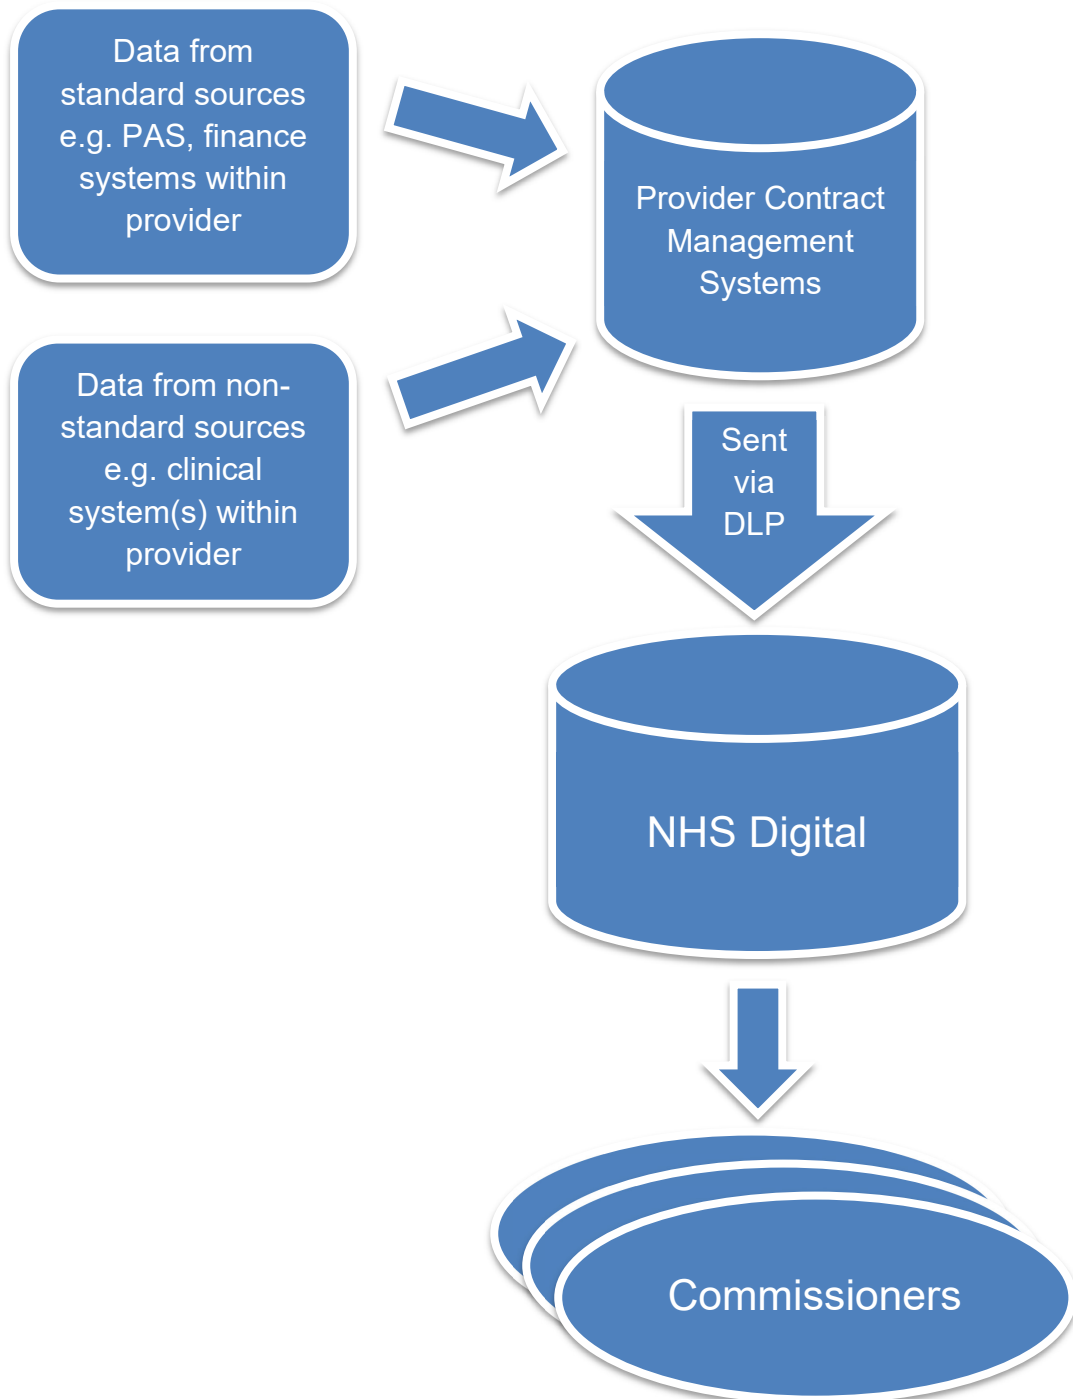 Data from
standard sources
e.g. PAS, finance
systems within
provider
Provider Contract
Management
Systems
Data from non-
standard sources
e.g. clinical
system(s) within
provider
Sent
via
DLP
NHS Digital
Commissioners